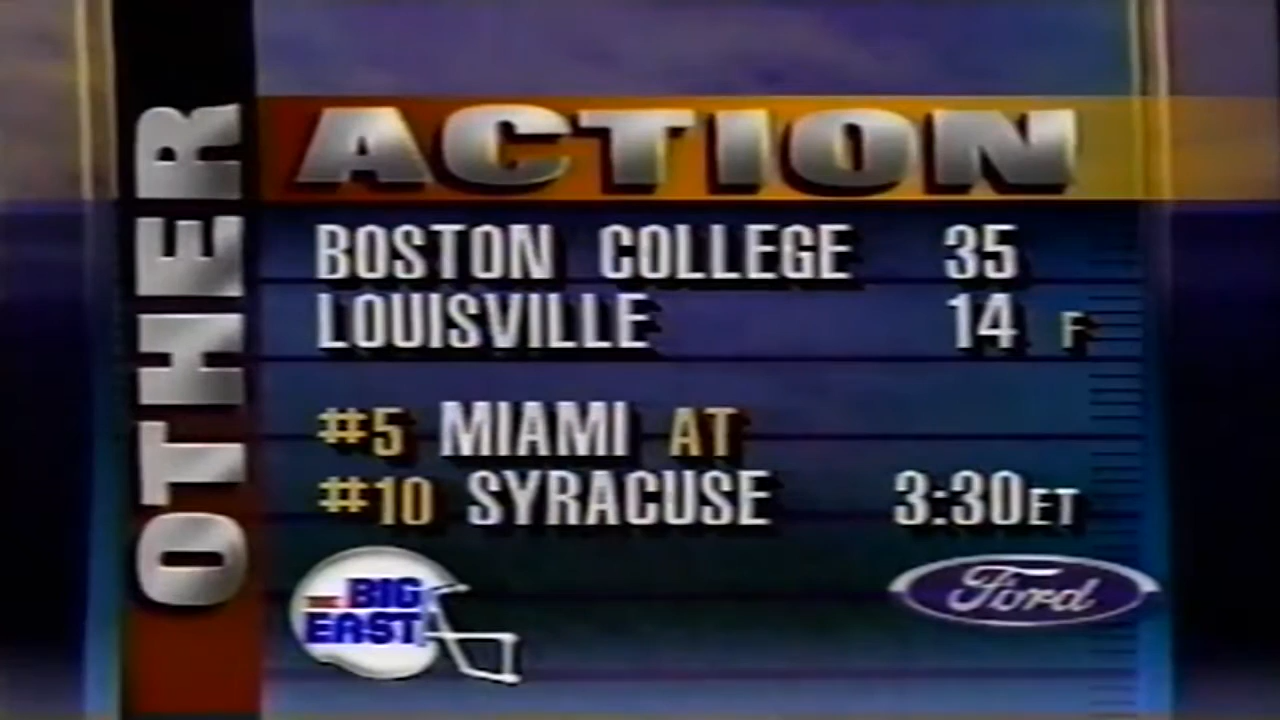 OTHER
ACTION
BOSTON COLLEGE 35
LOUISVILLE 14 F
#5 MIAMI AT
#10 SYRACUSE 3:30ET
BIG
EAST
Ford